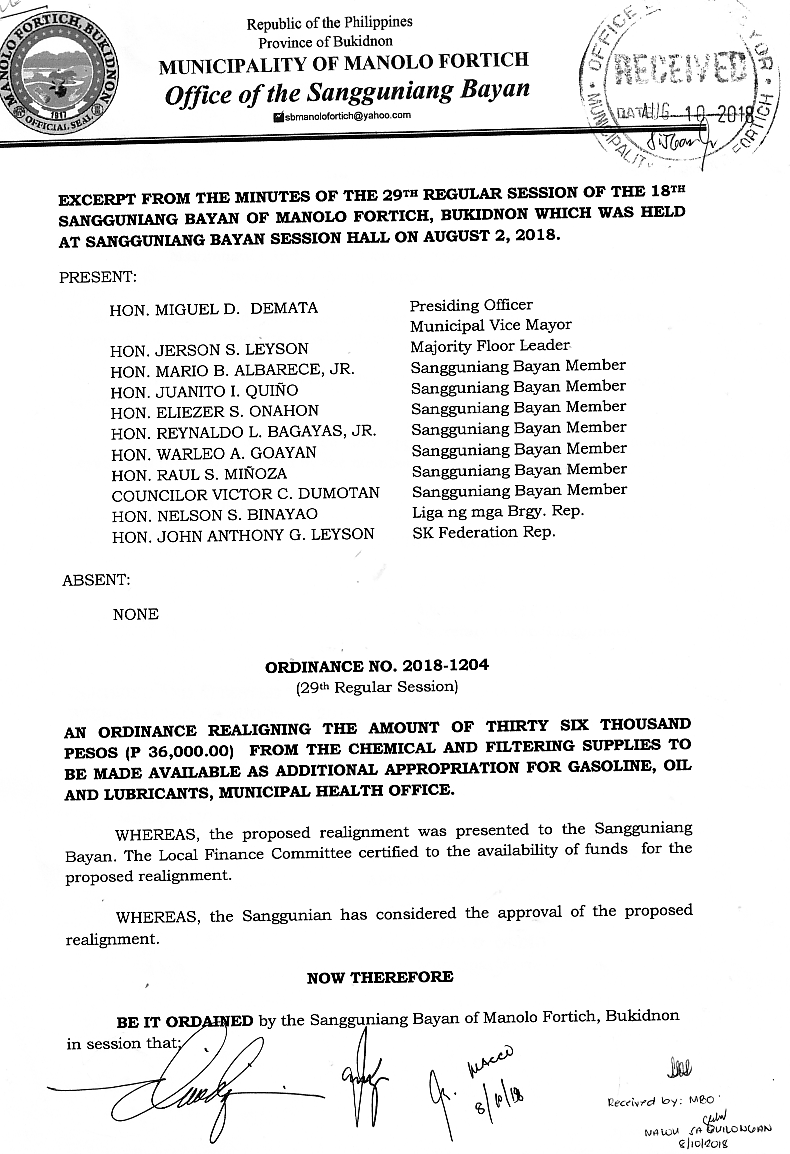 Republic of the Philippines
Province of Bukidnon
MUNICIPALITY OF MANOLO FORTICH
Office of the Sangguniang Bayan
sbmanolofortich@yahoo.com
MANOLO FORTICH, BUKIDNON
1917
OFFICIAL SEAL
OFFICE
RECEIVED
DATE AUG 10 2018
MUNICIPALITY
FORTICH
EXCERPT FROM THE MINUTES OF THE 29TH REGULAR SESSION OF THE 18TH
SANGGUNIANG BAYAN OF MANOLO FORTICH, BUKIDNON WHICH WAS HELD
AT SANGGUNIANG BAYAN SESSION HALL ON AUGUST 2, 2018.
PRESENT:
HON. MIGUEL D. DEMATA Presiding Officer
Municipal Vice Mayor
HON. JERSON S. LEYSON Majority Floor Leader
HON. MARIO B. ALBARECE, JR. Sangguniang Bayan Member
HON. JUANITO I. QUIÑO Sangguniang Bayan Member
HON. ELIEZER S. ONAHON Sangguniang Bayan Member
HON. REYNALDO L. BAGAYAS, JR. Sangguniang Bayan Member
HON. WARLEO A. GOAYAN Sangguniang Bayan Member
HON. RAUL S. MIÑOZA Sangguniang Bayan Member
COUNCILOR VICTOR C. DUMOTAN Sangguniang Bayan Member
HON. NELSON S. BINAYAO Liga ng mga Brgy. Rep.
HON. JOHN ANTHONY G. LEYSON SK Federation Rep.
ABSENT:
NONE
ORDINANCE NO. 2018-1204
(29th Regular Session)
AN ORDINANCE REALIGNING THE AMOUNT OF THIRTY SIX THOUSAND
PESOS (P 36,000.00) FROM THE CHEMICAL AND FILTERING SUPPLIES TO
BE MADE AVAILABLE AS ADDITIONAL APPROPRIATION FOR GASOLINE, OIL
AND LUBRICANTS, MUNICIPAL HEALTH OFFICE.
WHEREAS, the proposed realignment was presented to the Sangguniang
Bayan. The Local Finance Committee certified to the availability of funds for the
proposed realignment.
WHEREAS, the Sanggunian has considered the approval of the proposed
realignment.
NOW THEREFORE
BE IT ORDAINED by the Sangguniang Bayan of Manolo Fortich, Bukidnon
in session that;
MACCO
8/10/18
Received by: MBO
8/10/2018